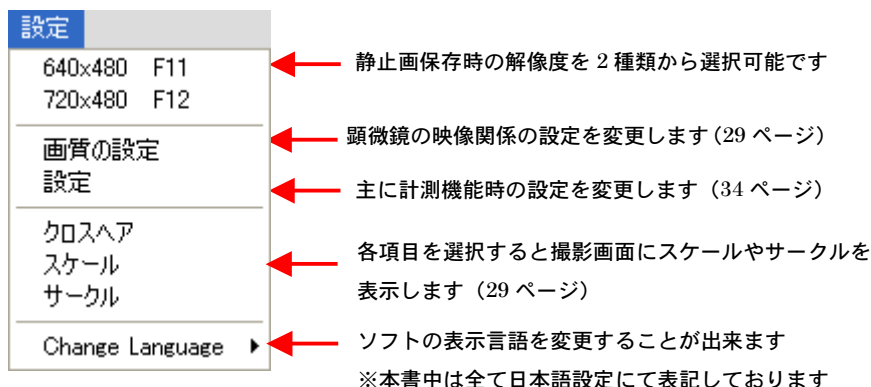 設定
640x480 F11
720x480 F12
画質の設定
設定
クロスヘア
スケール
サークル
Change Language
静止画保存時の解像度を 2 種類から選択可能です
顕微鏡の映像関係の設定を変更します（29 ページ）
主に計測機能時の設定を変更します（34 ページ）
各項目を選択すると撮影画面にスケールやサークルを
表示します（29 ページ）
ソフトの表示言語を変更することが出来ます
※本書中は全て日本語設定にて表記しております